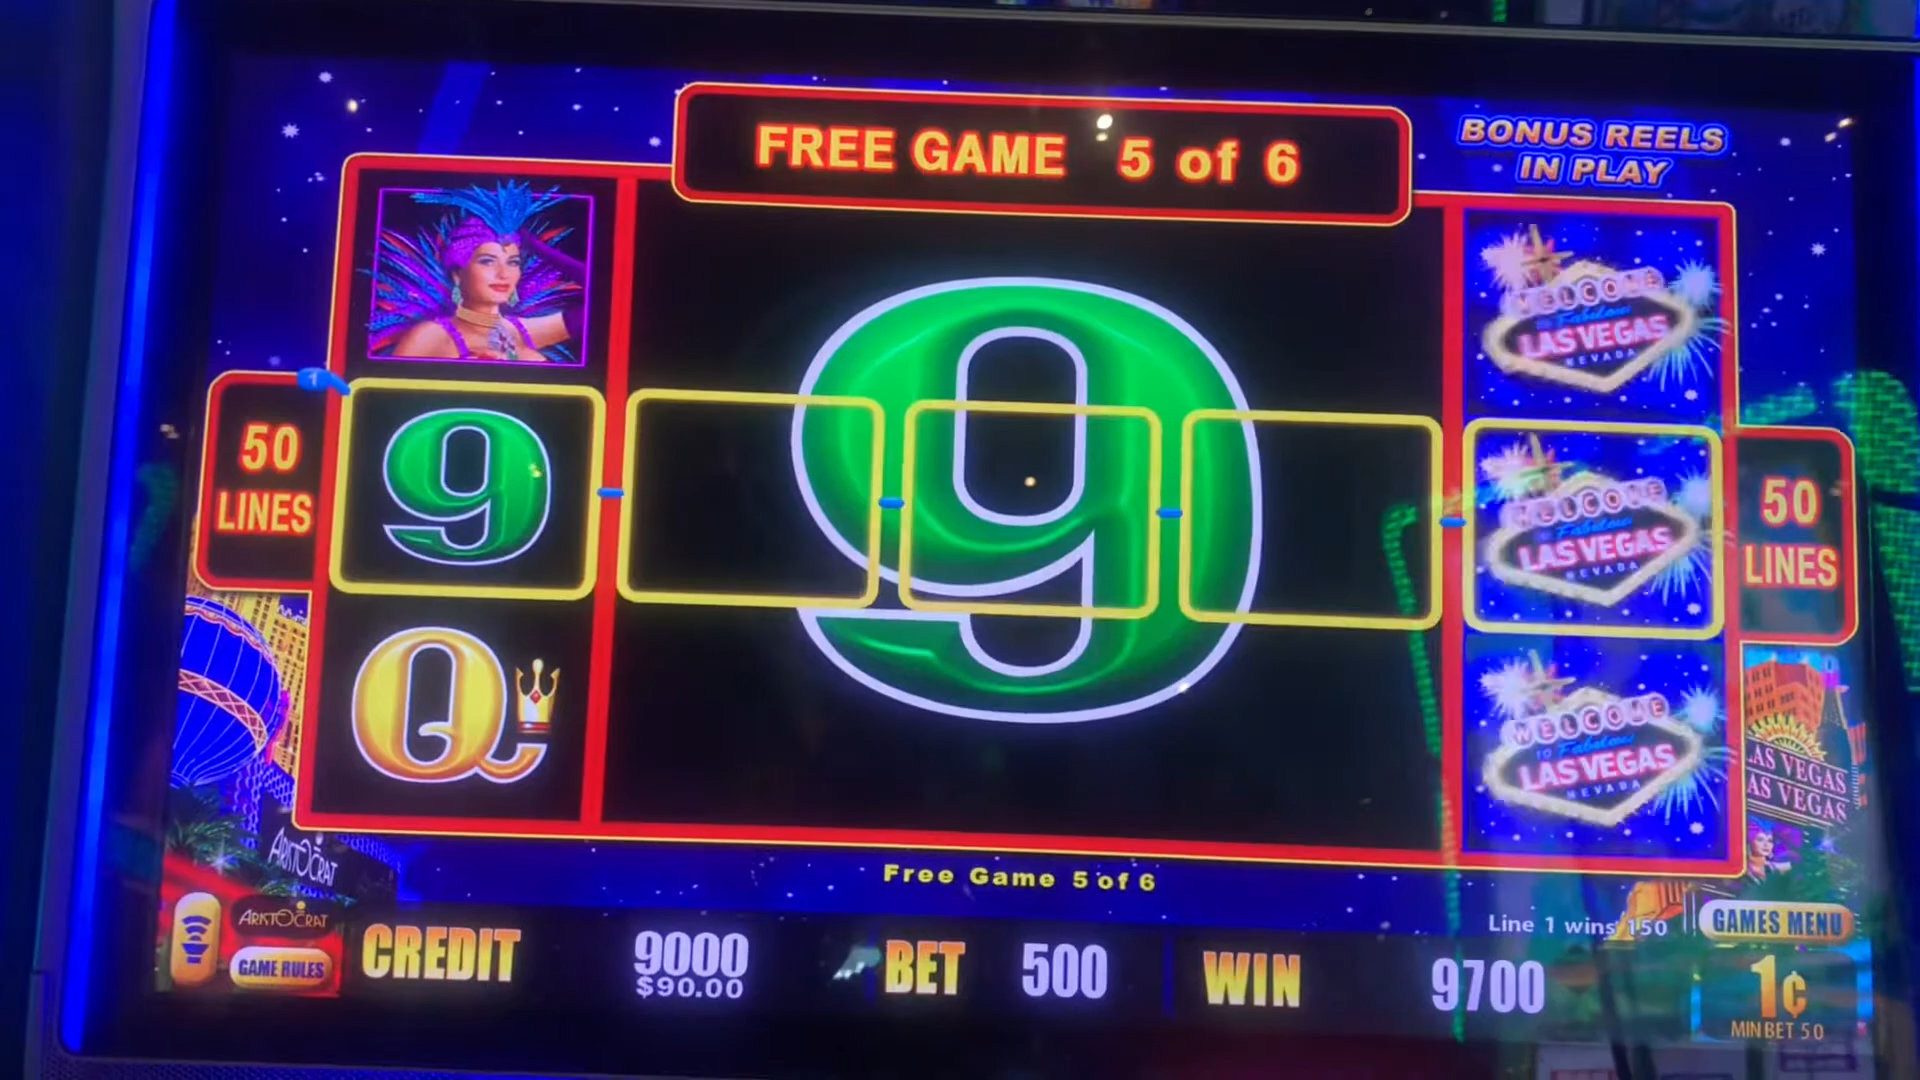 FREE GAME 5 of 6
BONUS REELS
IN PLAY
WELCOME
TO Fabulous
LAS VEGAS
NEVADA
1
50
LINES
9
9
WELCOME
TO Fabulous
LAS VEGAS
NEVADA
50
LINES
Q
WELCOME
TO Fabulous
LAS VEGAS
NEVADA
LAS VEGAS
LAS VEGAS
ARISTOCRAT
Free Game 5 of 6
Line 1 wins 150
GAMES MENU
ARISTOCRAT
GAME RULES
CREDIT
9000
$90.00
BET
500
WIN
9700
1¢
MIN BET 50